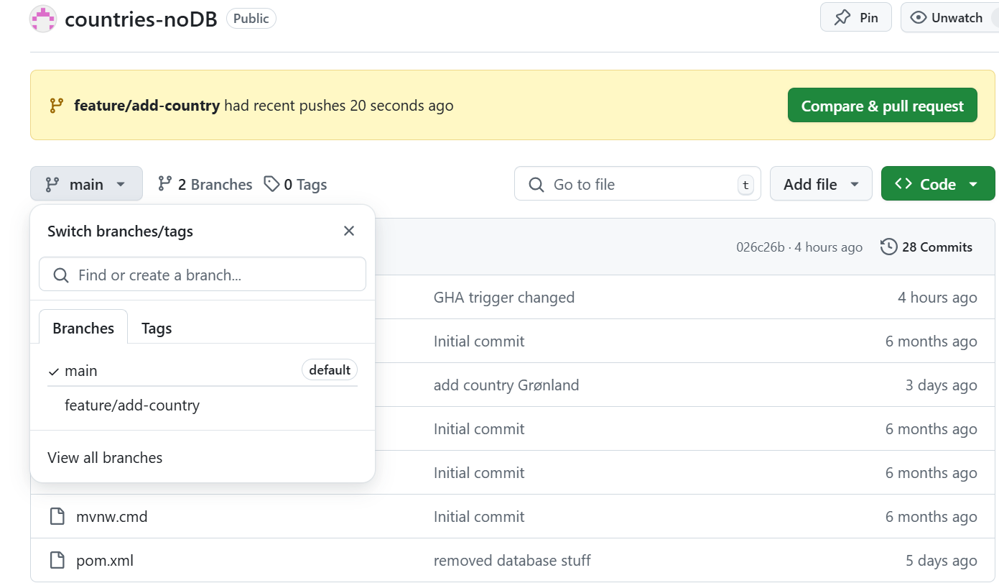 countries-noDB Public Pin Unwatch
feature/add-country had recent pushes 20 seconds ago Compare & pull request
main 2 Branches 0 Tags Go to file t Add file Code
Switch branches/tags
026c26b · 4 hours ago 28 Commits
Find or create a branch...
GHA trigger changed 4 hours ago
Branches Tags
Initial commit 6 months ago
main default
add country Grønland 3 days ago
feature/add-country
Initial commit 6 months ago
View all branches
Initial commit 6 months ago
mvnw.cmd Initial commit 6 months ago
pom.xml removed database stuff 5 days ago